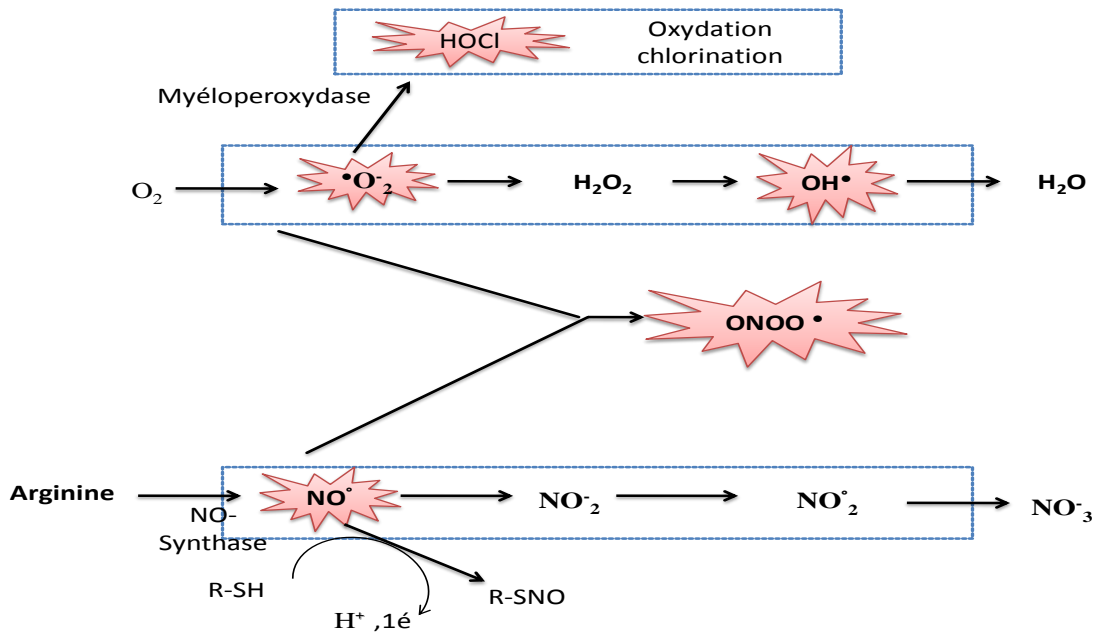 HOCl
Oxydation
chlorination
Myéloperoxydase
O₂
•O⁻₂
H₂O₂
OH•
H₂O
ONOO •
Arginine
NO-
Synthase
NO°
NO⁻₂
NO°₂
NO⁻₃
R-SH
R-SNO
H⁺ ,1é